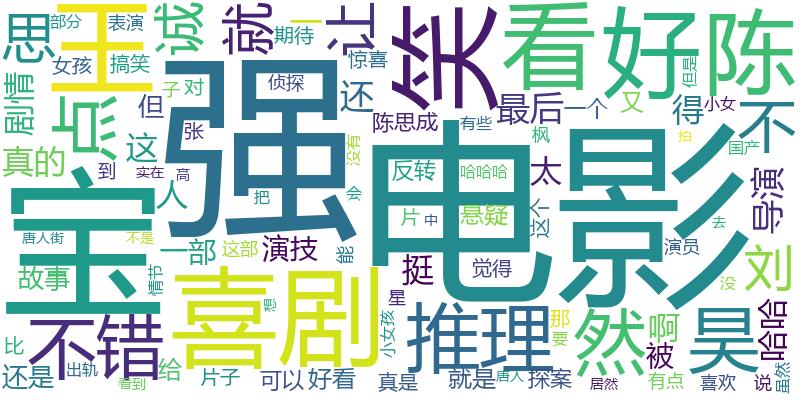 部分
表演
思
王
诚
就
一
让
期待
笑
看
好
陈
女孩
搞笑
惊喜
但是
剧情
点
子
对
侦探
还
最后
一个
又
得
小女
不
但
强
陈思成
有些
枫
张
真的
这
到
实在
高
没有
电影
反转
哈哈哈
太
拍
国产
导演
宝
人
把
会
片
中
悬疑
这个
唐人街
不是
一部
这部
演技
能
挺
觉得
演员
去
故事
情节
喜剧
想
星
小女孩
推理
那
要
然
啊
没
刘
昊
被
哈哈
比
不错
还是
出轨
看到
给
片子
可以
好看
真是
就是
唐人
探案
居然
有点
喜欢
说
虽然